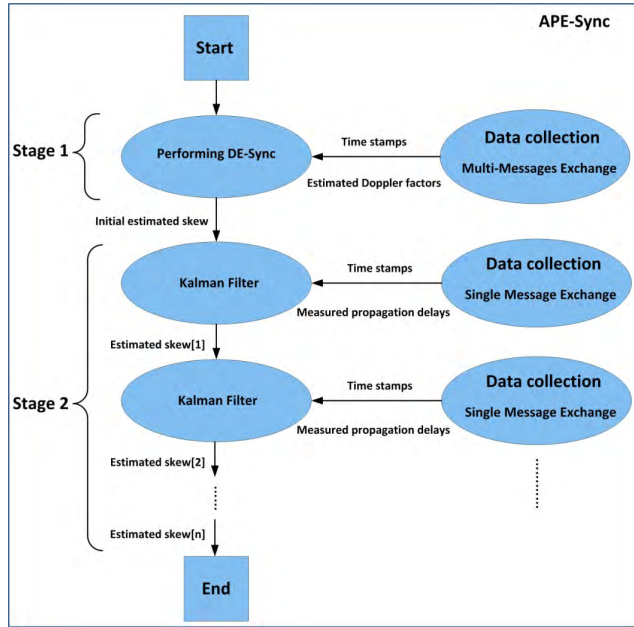 APE-Sync
Start
Stage 1
Performing DE-Sync
Time stamps
Estimated Doppler factors
Data collection
Multi-Messages Exchange
Initial estimated skew
Kalman Filter
Time stamps
Measured propagation delays
Data collection
Single Message Exchange
Estimated skew[1]
Stage 2
Kalman Filter
Time stamps
Measured propagation delays
Data collection
Single Message Exchange
Estimated skew[2]
Estimated skew[n]
End